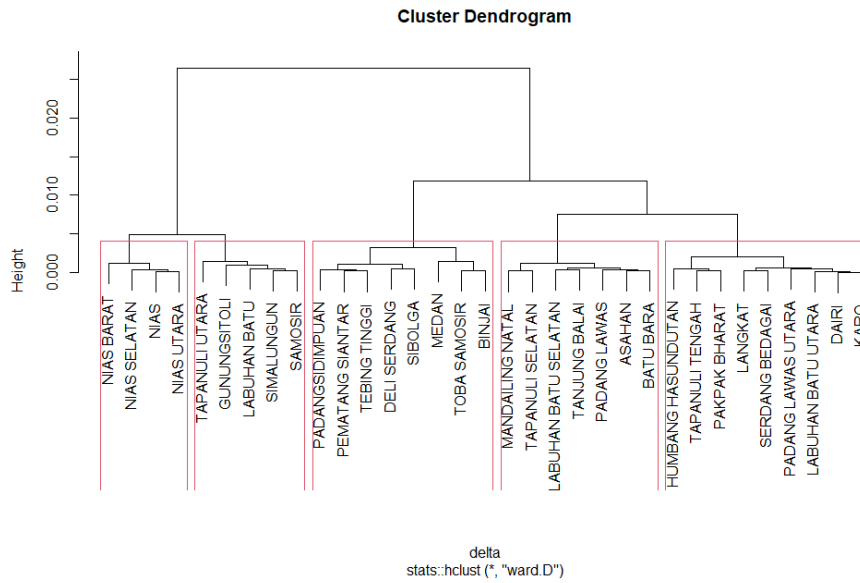 Cluster Dendrogram
Height
0.020
0.010
0.000
NIAS BARAT
NIAS SELATAN
NIAS
NIAS UTARA
TAPANULI UTARA
GUNUNGSITOLI
LABUHAN BATU
SIMALUNGUN
SAMOSIR
PADANGSIDIMPUAN
PEMATANG SIANTAR
TEBING TINGGI
DELI SERDANG
SIBOLGA
MEDAN
TOBA SAMOSIR
BINJAI
MANDAILING NATAL
TAPANULI SELATAN
LABUHAN BATU SELATAN
TANJUNG BALAI
PADANG LAWAS
ASAHAN
BATU BARA
HUMBANG HASUNDUTAN
TAPANULI TENGAH
PAKPAK BHARAT
LANGKAT
SERDANG BEDAGAI
PADANG LAWAS UTARA
LABUHAN BATU UTARA
DAIRI
KARO
delta
stats::hclust (*, "ward.D")